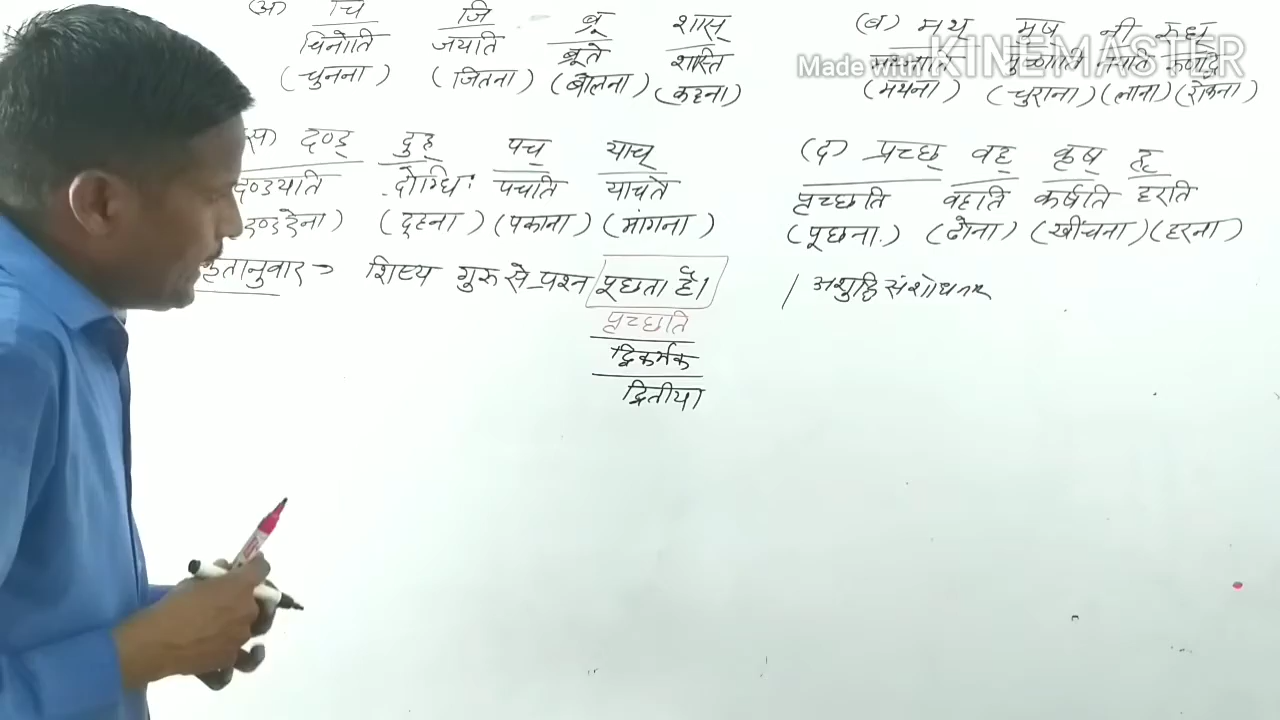 (अ) चि जि ब्रू शास्
चिनोति जयति ब्रूते शास्ति
(चुनना) (जितना) (बोलना) (कहना)
(ब) मथ् मुष् नी रुध्
(मथना) (चुराना) (लाना) (रोकना)
Made with KINEMASTER
स) दण्ड् दुह् पच् याच्
दण्डयति दोग्धिः पचति याचते
दण्ड देना) (दुहना) (पकाना) (मांगना)
(द) प्रच्छ् वह् कृष् हृ
पृच्छति वहति कर्षति हरति
(पूछना.) (ढोना) (खींचना) (हरना)
कृतानुवार → शिष्य गुरु से प्रश्न पूछता है।
पृच्छति
द्विकर्मक
द्वितीया
/ अशुद्धि संशोधनम्